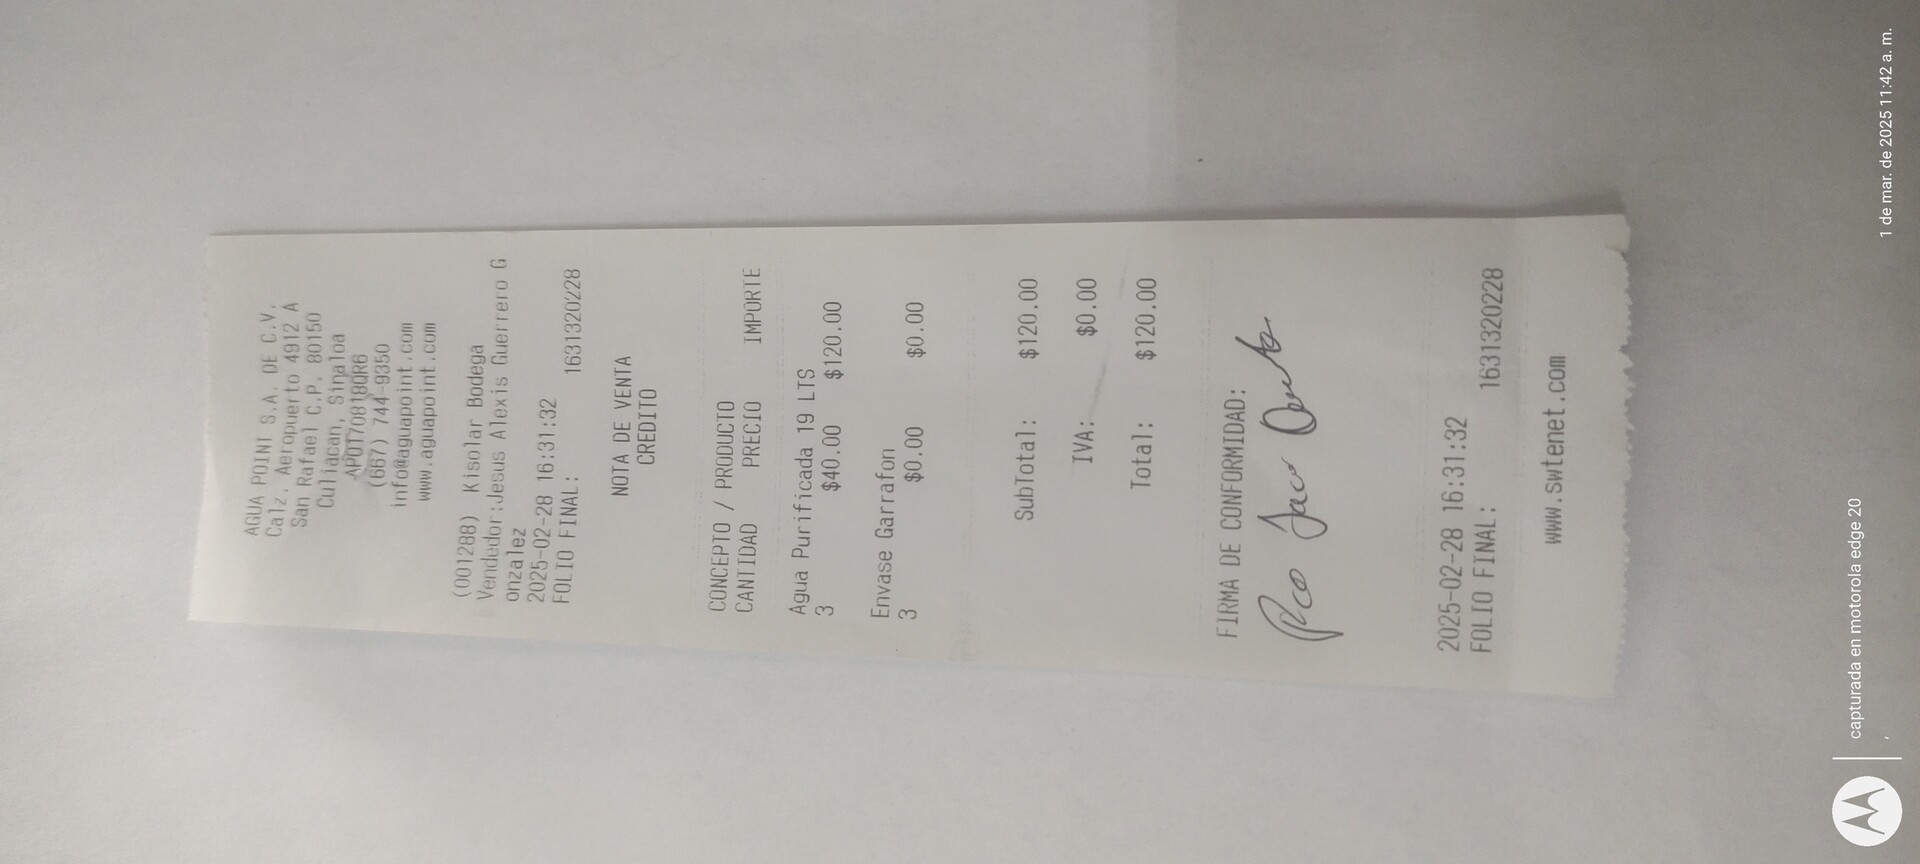 AGUA POINT S.A. DE C.V.
Calz. Aeropuerto 4912 A
San Rafael C.P. 80150
Culiacan, Sinaloa
(667) 744-9350
info@aguapoint.com
www.aguapoint.com
(001288) Kisolar Bodega
Vendedor:Jesus Alexis Guerrero G
onzalez
2025-02-28 16:31:32
FOLIO FINAL: 1631320228
NOTA DE VENTA
CREDITO
CONCEPTO / PRODUCTO
CANTIDAD PRECIO IMPORTE
Agua Purificada 19 LTS
3 $40.00 $120.00
Envase Garrafon
3 $0.00 $0.00
SubTotal: $120.00
IVA: $0.00
Total: $120.00
FIRMA DE CONFORMIDAD:
2025-02-28 16:31:32
FOLIO FINAL: 1631320228
www.swtenet.com
capturada en motorola edge 20
1 de mar. de 2025 11:42 a. m.